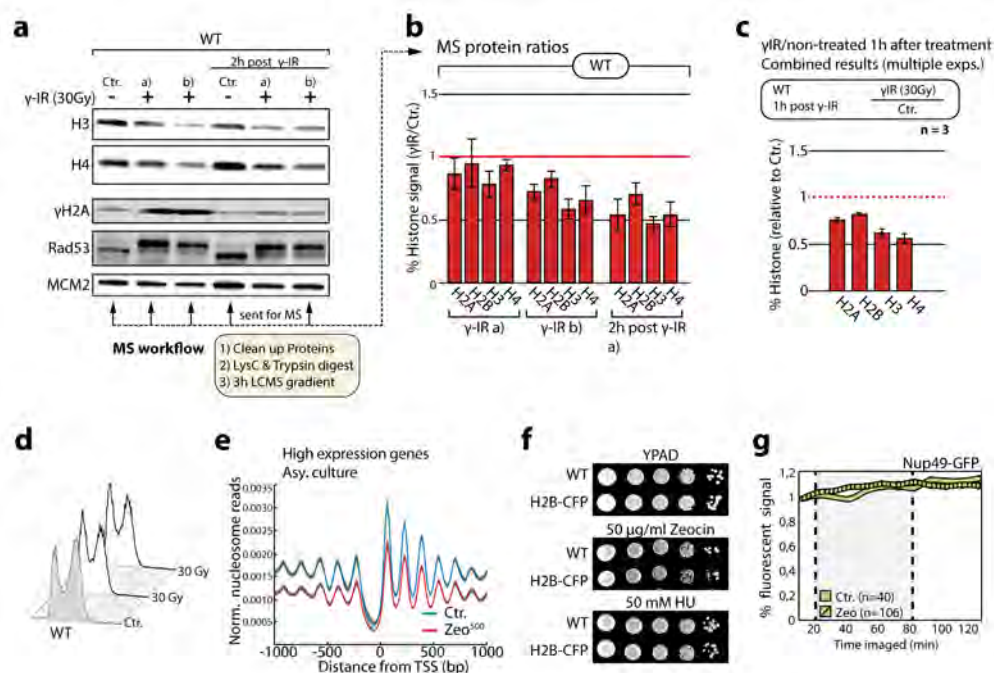 a
WT
2h post γ-IR
Ctr. a) b) Ctr. a) b)
γ-IR (30Gy) - + + - + +
H3
H4
γH2A
Rad53
MCM2
sent for MS
MS workflow
1) Clean up Proteins
2) LysC & Trypsin digest
3) 3h LCMS gradient
b
MS protein ratios
WT
% Histone signal (γIR/Ctr.)
1.5
1
0.5
0
H2A H2B H3 H4 H2A H2B H3 H4 H2A H2B H3 H4
γ-IR a) γ-IR b) 2h post γ-IR
a)
c
γIR/non-treated 1h after treatment
Combined results (multiple exps.)
WT
1h post γ-IR
γIR (30Gy)
Ctr.
n = 3
% Histone (relative to Ctr.)
1.5
1
0.5
1
H2A H2B H3 H4
d
30 Gy
30 Gy
Ctr.
WT
e
High expression genes
Asy. culture
Norm. nucleosome reads
0.0035
0.0030
0.0025
0.0020
0.0015
0.0010
0.0005
Ctr.
Zeo⁵⁰⁰
-1000 -500 0 500 1000
Distance from TSS (bp)
f
YPAD
WT
H2B-CFP
50 µg/ml Zeocin
WT
H2B-CFP
50 mM HU
WT
H2B-CFP
g
Nup49-GFP
% fluorescent signal
1,2
1
0,8
0,6
0,4
0,2
0
Ctr. (n=40)
Zeo (n=106)
20 40 60 80 100 120
Time imaged (min)